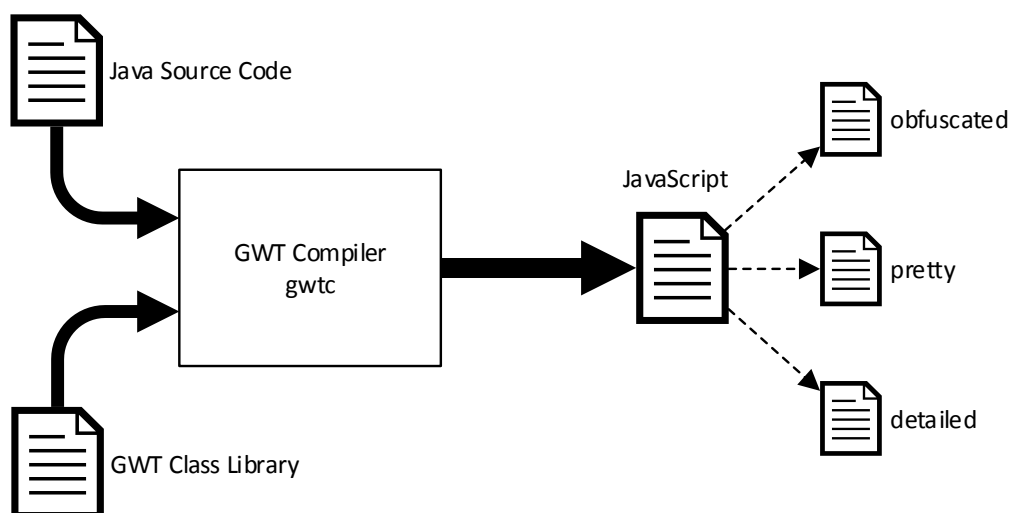 Java Source Code
obfuscated
JavaScript
GWT Compiler
gwtc
pretty
detailed
GWT Class Library